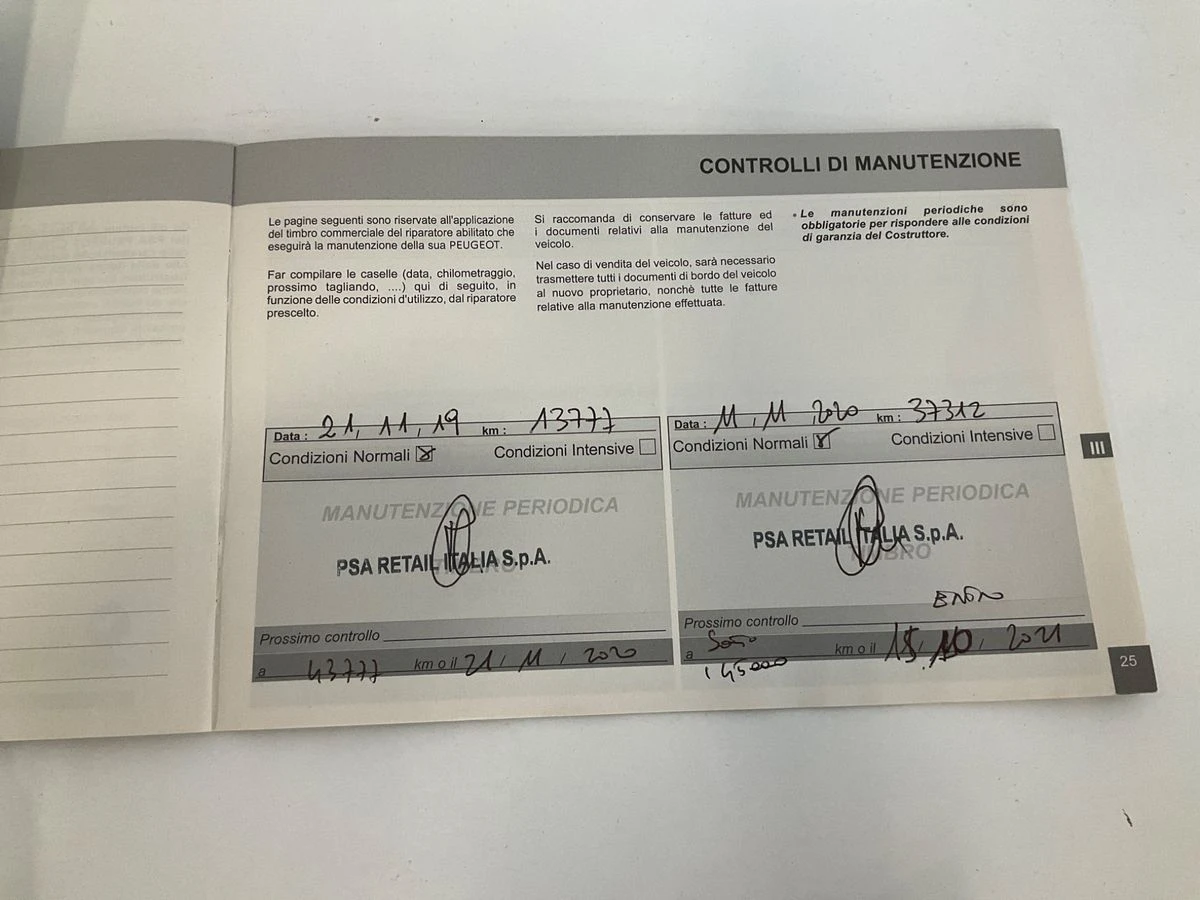 CONTROLLI DI MANUTENZIONE
Le pagine seguenti sono riservate all'applicazione
del timbro commerciale del riparatore abilitato che
eseguirà la manutenzione della sua PEUGEOT.
Far compilare le caselle (data, chilometraggio,
prossimo tagliando, ....) qui di seguito, in
funzione delle condizioni d'utilizzo, dal riparatore
prescelto.
Si raccomanda di conservare le fatture ed
i documenti relativi alla manutenzione del
veicolo.
Nel caso di vendita del veicolo, sarà necessario
trasmettere tutti i documenti di bordo del veicolo
al nuovo proprietario, nonchè tutte le fatture
relative alla manutenzione effettuata.
• Le manutenzioni periodiche sono
obbligatorie per rispondere alle condizioni
di garanzia del Costruttore.
Data : 21, 11, 19 km : 13777
Condizioni Normali Condizioni Intensive
MANUTENZIONE PERIODICA
PSA RETAIL ITALIA S.p.A.
TIMBRO
Prossimo controllo
a 43777 km o il 21, 11, 2020
Data : 11, 11, 2020 km : 37312
Condizioni Normali Condizioni Intensive
MANUTENZIONE PERIODICA
PSA RETAIL ITALIA S.p.A.
TIMBRO
Prossimo controllo
a km o il 15, 10, 2021
III
25